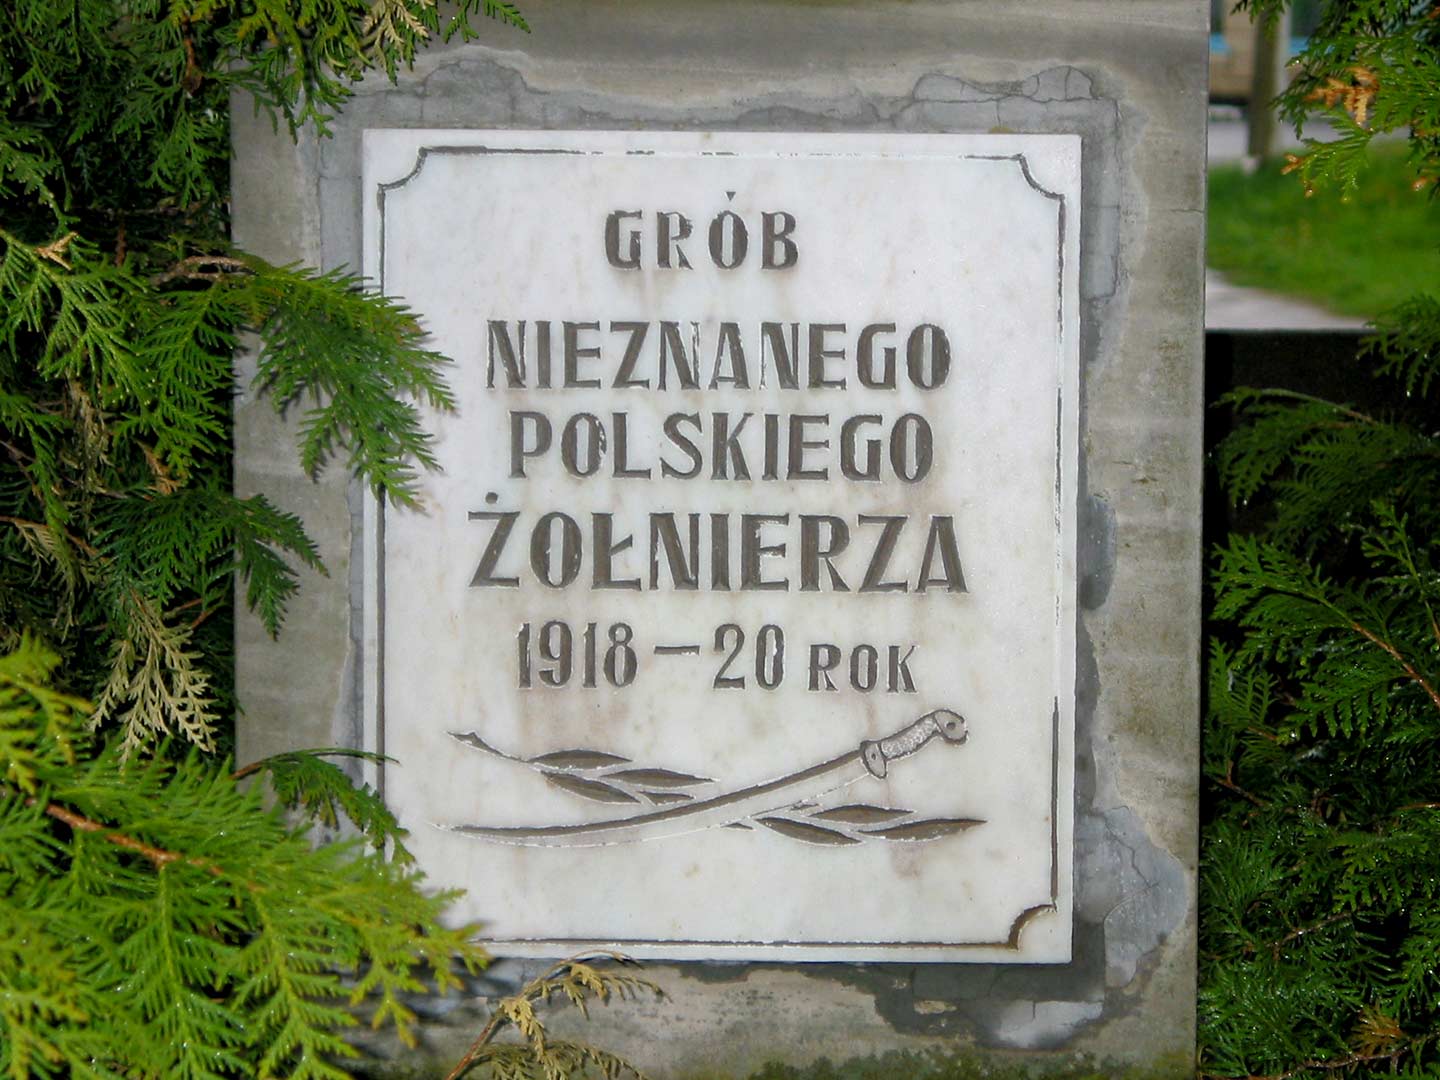 GRÓB
NIEZNANEGO
POLSKIEGO
ŻOŁNIERZA
1918-20 ROK